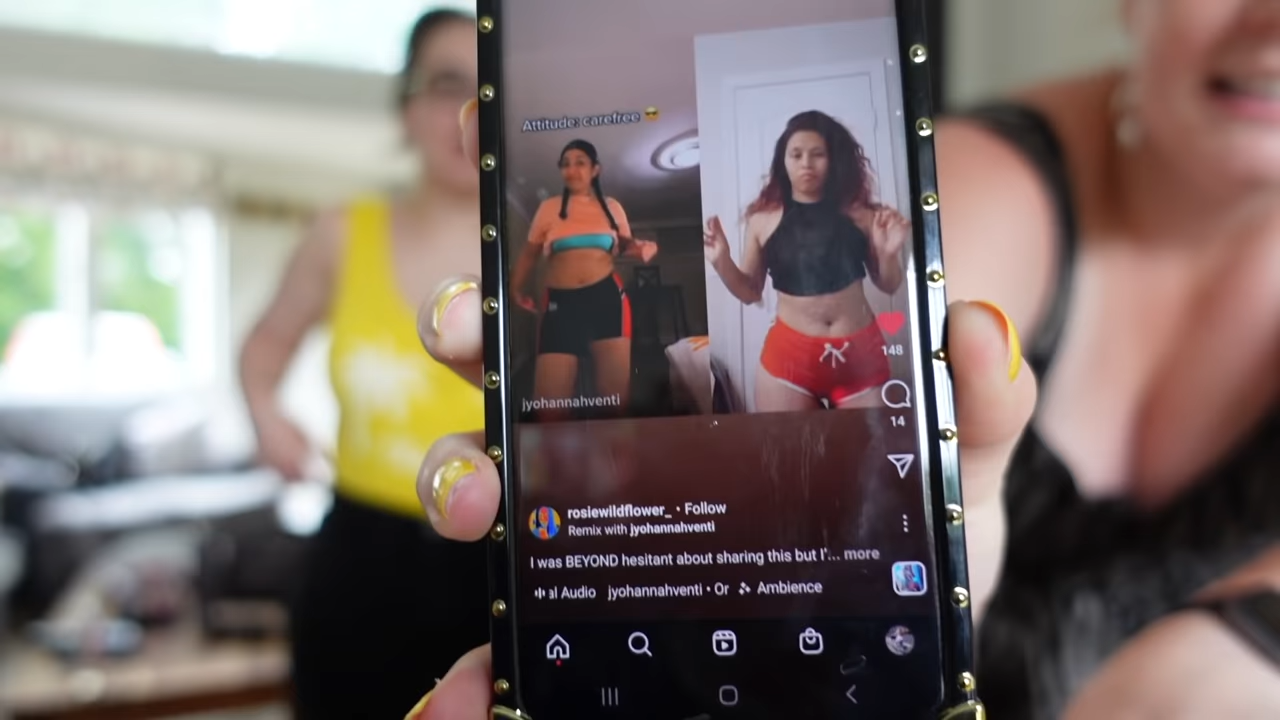 Attitude: carefree 😎
jyohannahventi
148
14
rosiewildflower_ • Follow
Remix with jyohannahventi
I was BEYOND hesitant about sharing this but I'... more
al Audio jyohannahventi • Or Ambience